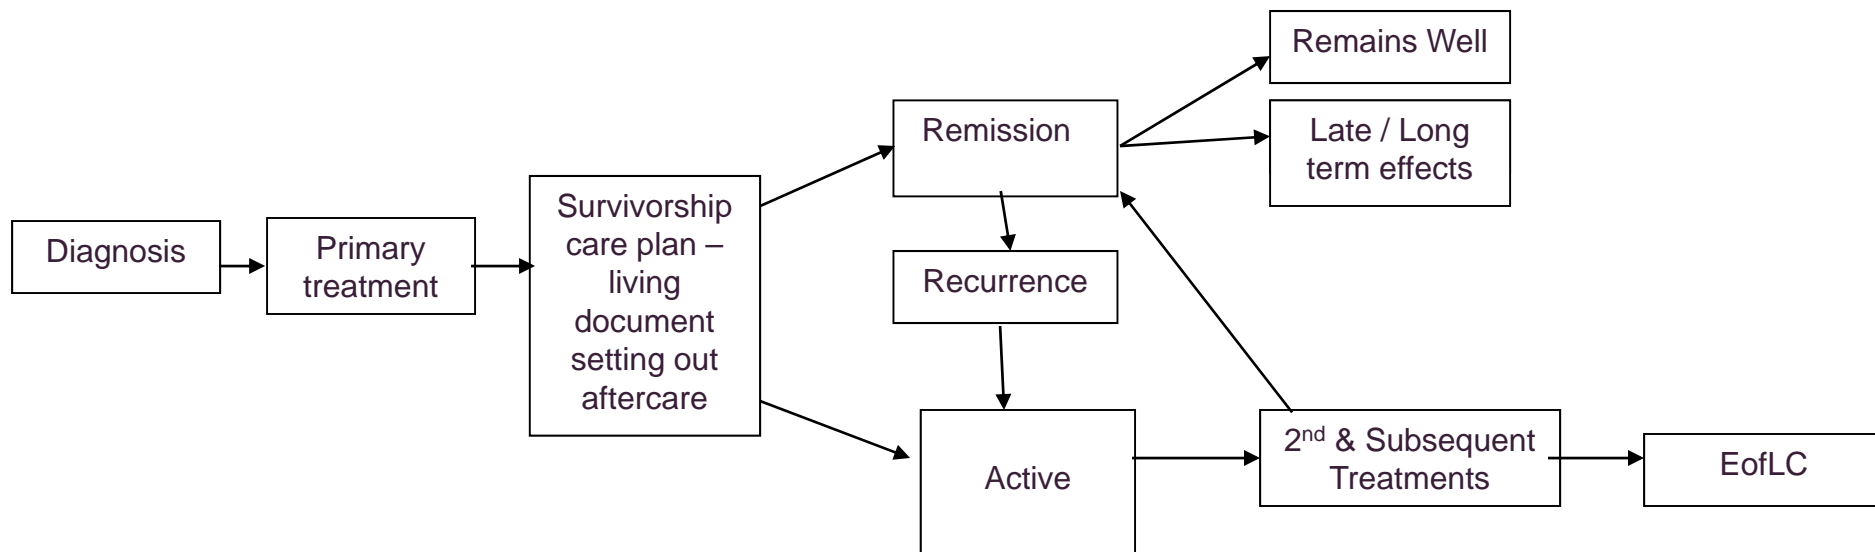 Diagnosis
Primary
treatment
Survivorship
care plan –
living
document
setting out
aftercare
Remission
Remains Well
Late / Long
term effects
Recurrence
Active
2nd & Subsequent
Treatments
EofLC